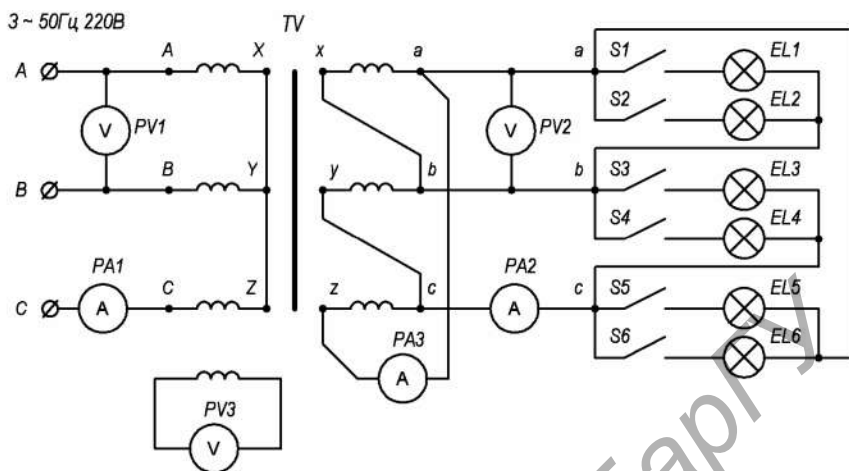 3 ~ 50Гц 220В TV
A A X x a a S1 EL1
V PV1 V PV2 S2 EL2
B B Y y b b S3 EL3
S4 EL4
PA1 PA2
C A C Z z c A c S5 EL5
PA3 A S6 EL6
PV3
V
БарГУ